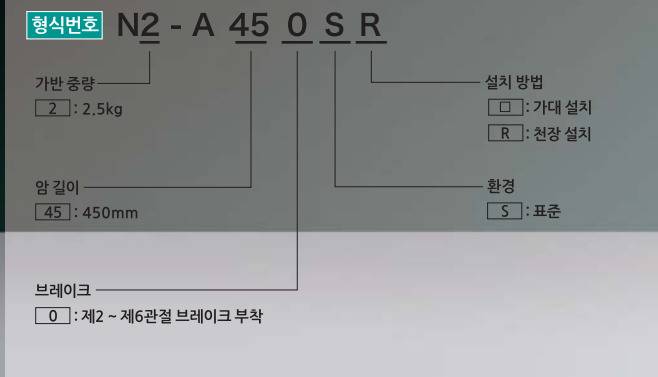 형식번호 N2 - A 45 0 S R
가반 중량
2 : 2.5kg
설치 방법
□ : 가대 설치
R : 천장 설치
암 길이
45 : 450mm
환경
S : 표준
브레이크
0 : 제2 ~ 제6관절 브레이크 부착